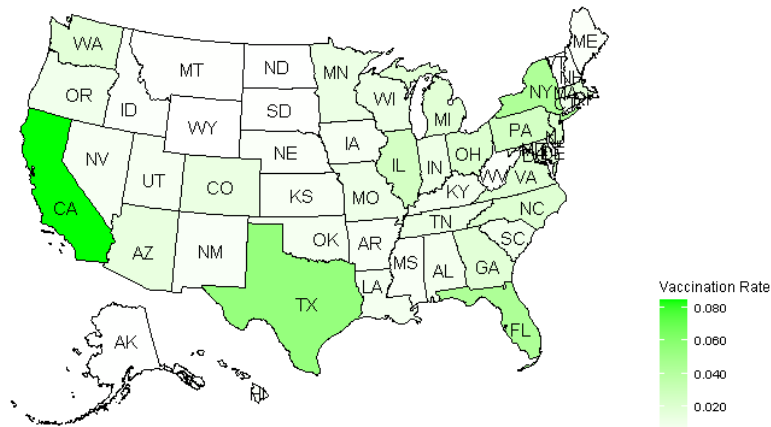 WA
ME
MT
ND
MN
OR
ID
SD
WI
NY
WY
MI
IA
PA
NE
NV
IL
IN
OH
UT
CO
KS
MO
KY
WV
VA
CA
TN
NC
OK
AZ
NM
AR
SC
MS
AL
GA
LA
TX
FL
AK
HI
Vaccination Rate
0.080
0.060
0.040
0.020